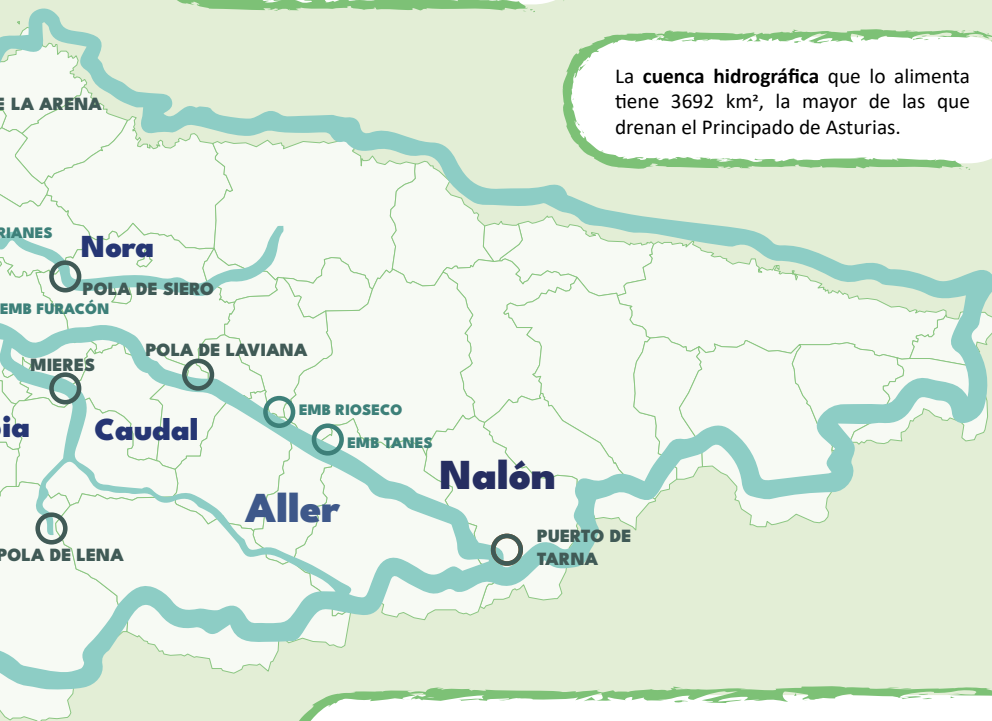 La cuenca hidrográfica que lo alimenta
tiene 3692 km², la mayor de las que
drenan el Principado de Asturias.
LA ARENA
Nora
POLA DE SIERO
EMB FURACÓN
POLA DE LAVIANA
MIERES
EMB RIOSECO
Caudal
EMB TANES
Nalón
Aller
PUERTO DE
TARNA
POLA DE LENA